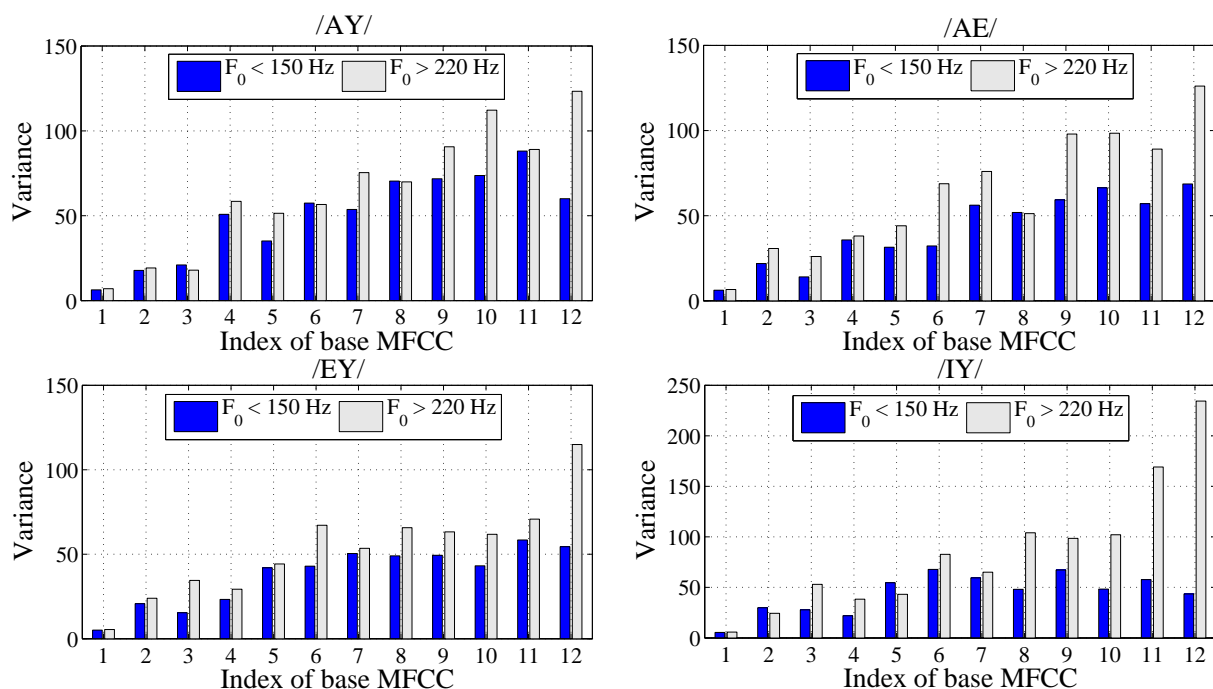 /AY/
150
100
50
0
Variance
F0 < 150 Hz
F0 > 220 Hz
1 2 3 4 5 6 7 8 9 10 11 12
Index of base MFCC
/AE/
150
100
50
0
Variance
F0 < 150 Hz
F0 > 220 Hz
1 2 3 4 5 6 7 8 9 10 11 12
Index of base MFCC
/EY/
150
100
50
0
Variance
F0 < 150 Hz
F0 > 220 Hz
1 2 3 4 5 6 7 8 9 10 11 12
Index of base MFCC
/IY/
250
200
150
100
50
0
Variance
F0 < 150 Hz
F0 > 220 Hz
1 2 3 4 5 6 7 8 9 10 11 12
Index of base MFCC